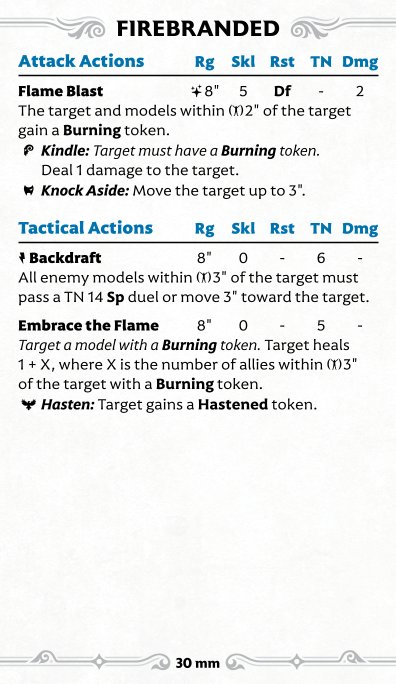 FIREBRANDED
Attack Actions Rg Skl Rst TN Dmg
Flame Blast 8" 5 Df - 2
The target and models within 2" of the target
gain a Burning token.
Kindle: Target must have a Burning token.
Deal 1 damage to the target.
Knock Aside: Move the target up to 3".
Tactical Actions Rg Skl Rst TN Dmg
Backdraft 8" 0 - 6 -
All enemy models within 3" of the target must
pass a TN 14 Sp duel or move 3" toward the target.
Embrace the Flame 8" 0 - 5 -
Target a model with a Burning token. Target heals
1 + X, where X is the number of allies within 3"
of the target with a Burning token.
Hasten: Target gains a Hastened token.
30 mm